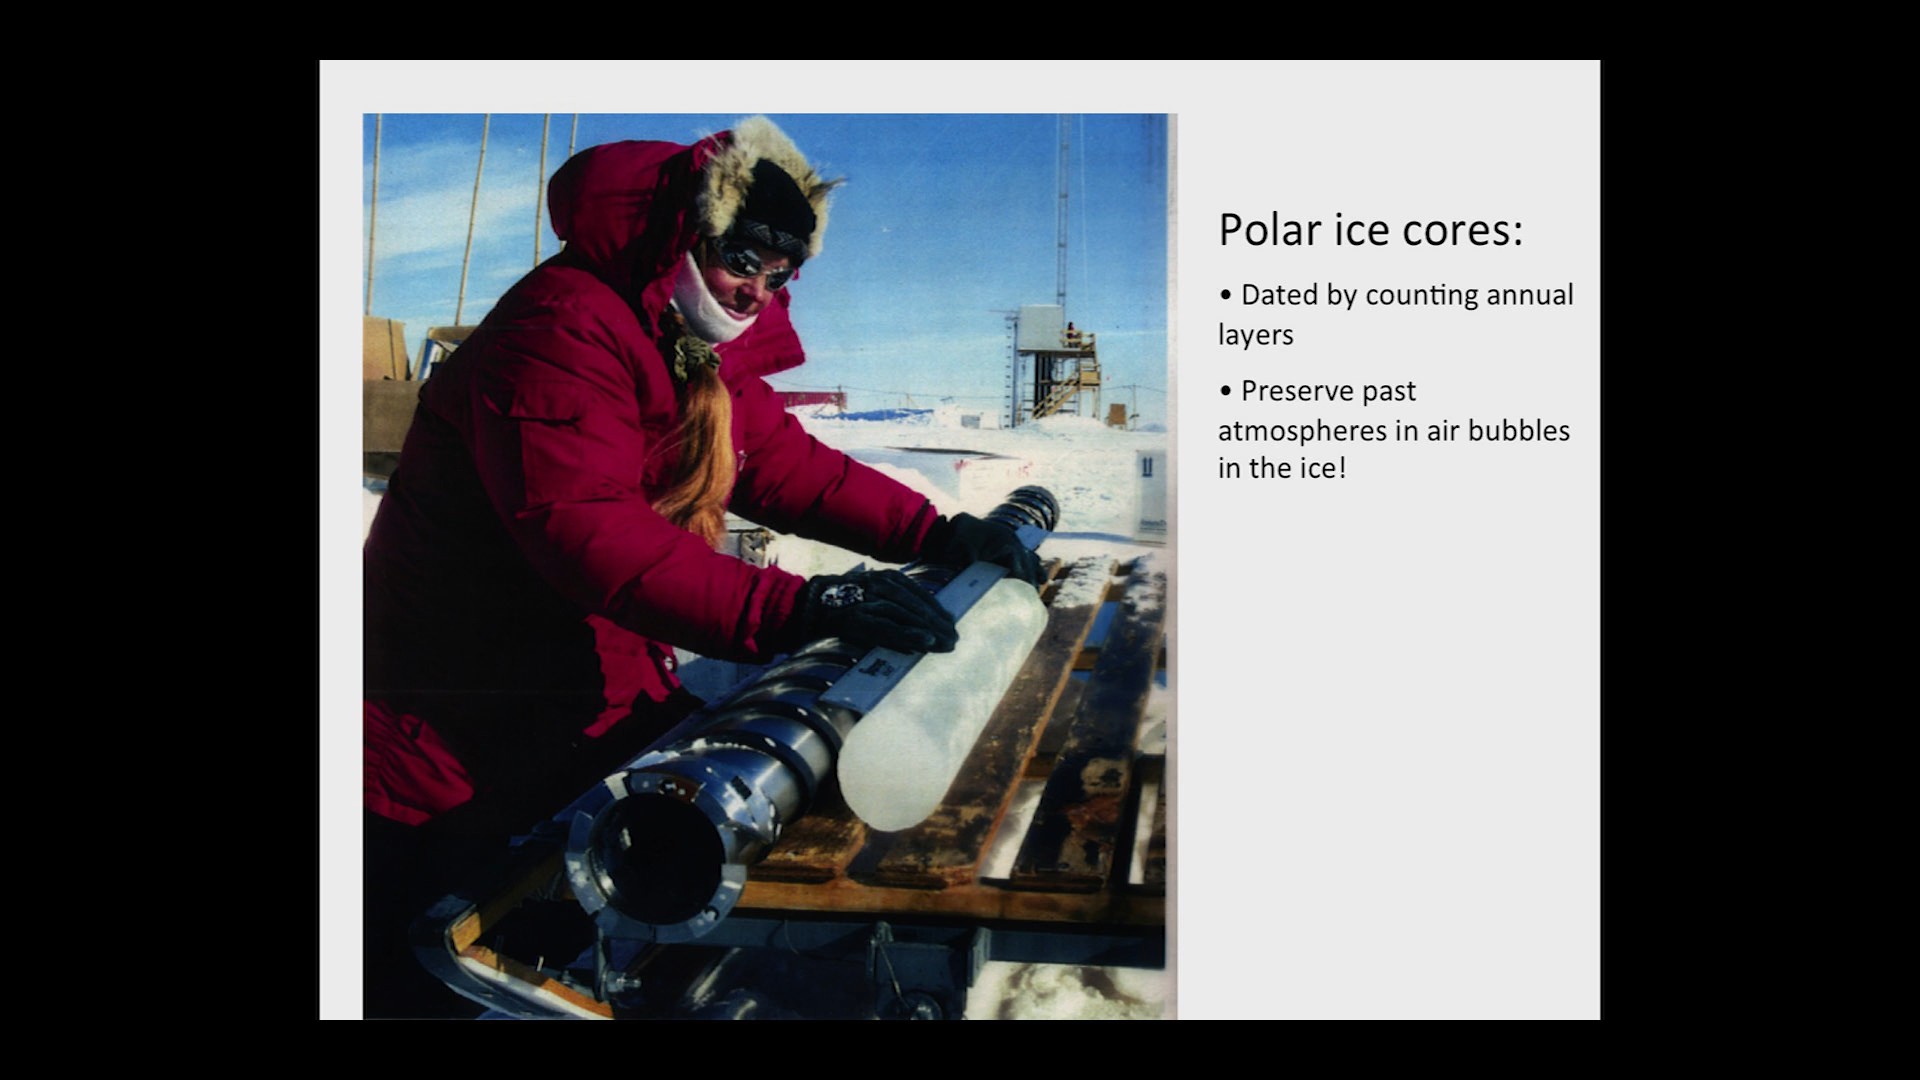 Polar ice cores:
• Dated by counting annual
layers
• Preserve past
atmospheres in air bubbles
in the ice!